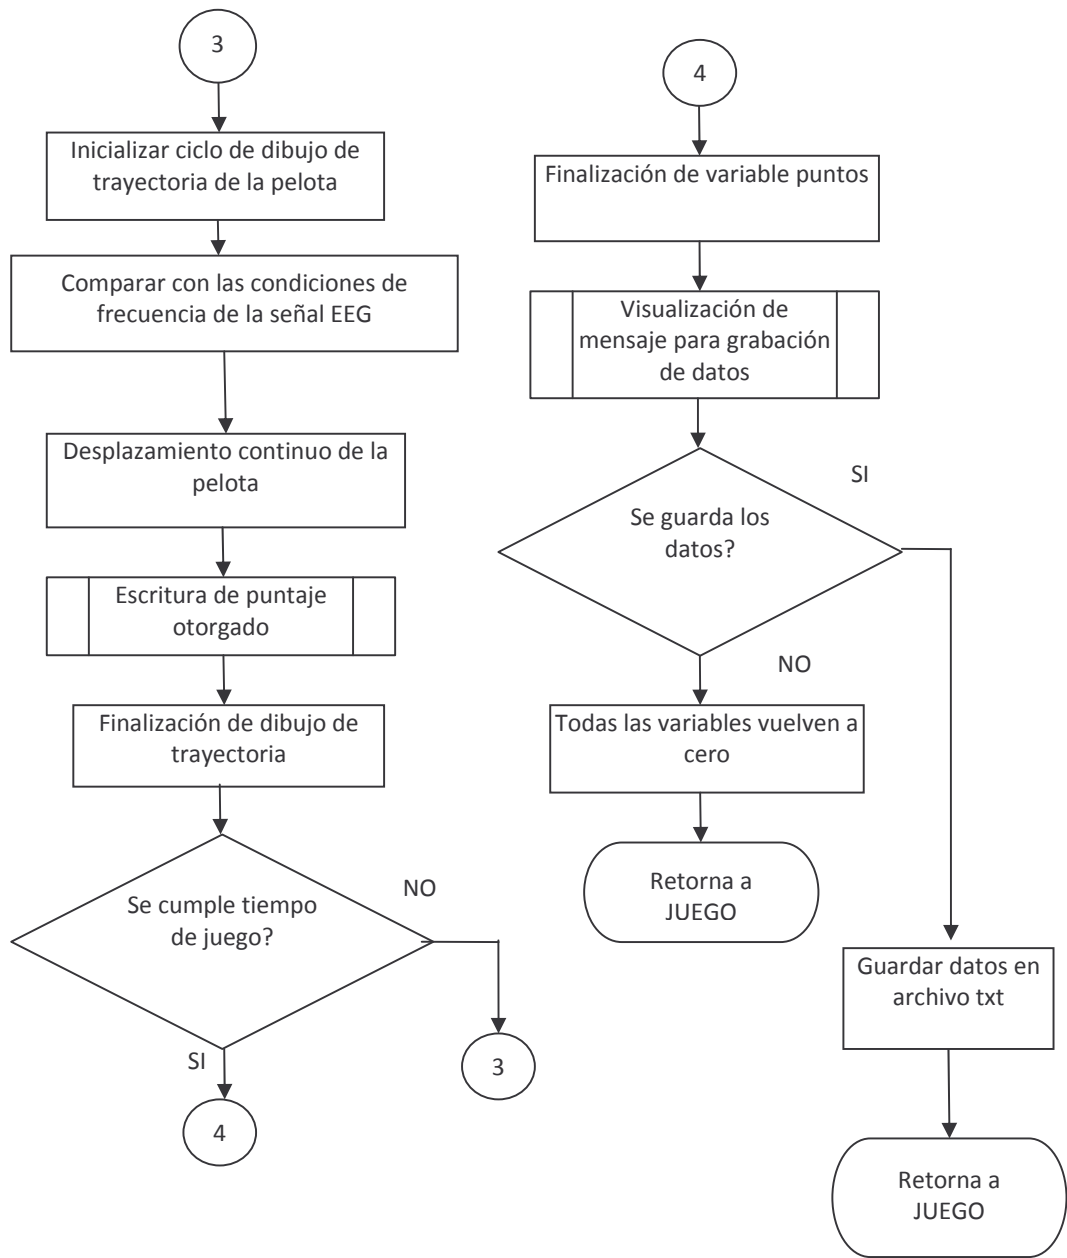 3
Inicializar ciclo de dibujo de
trayectoria de la pelota
Comparar con las condiciones de
frecuencia de la señal EEG
Desplazamiento continuo de la
pelota
Escritura de puntaje
otorgado
Finalización de dibujo de
trayectoria
Se cumple tiempo
de juego?
NO
SI
3
4
4
Finalización de variable puntos
Visualización de
mensaje para grabación
de datos
SI
Se guarda los
datos?
NO
Todas las variables vuelven a
cero
Retorna a
JUEGO
Guardar datos en
archivo txt
Retorna a
JUEGO